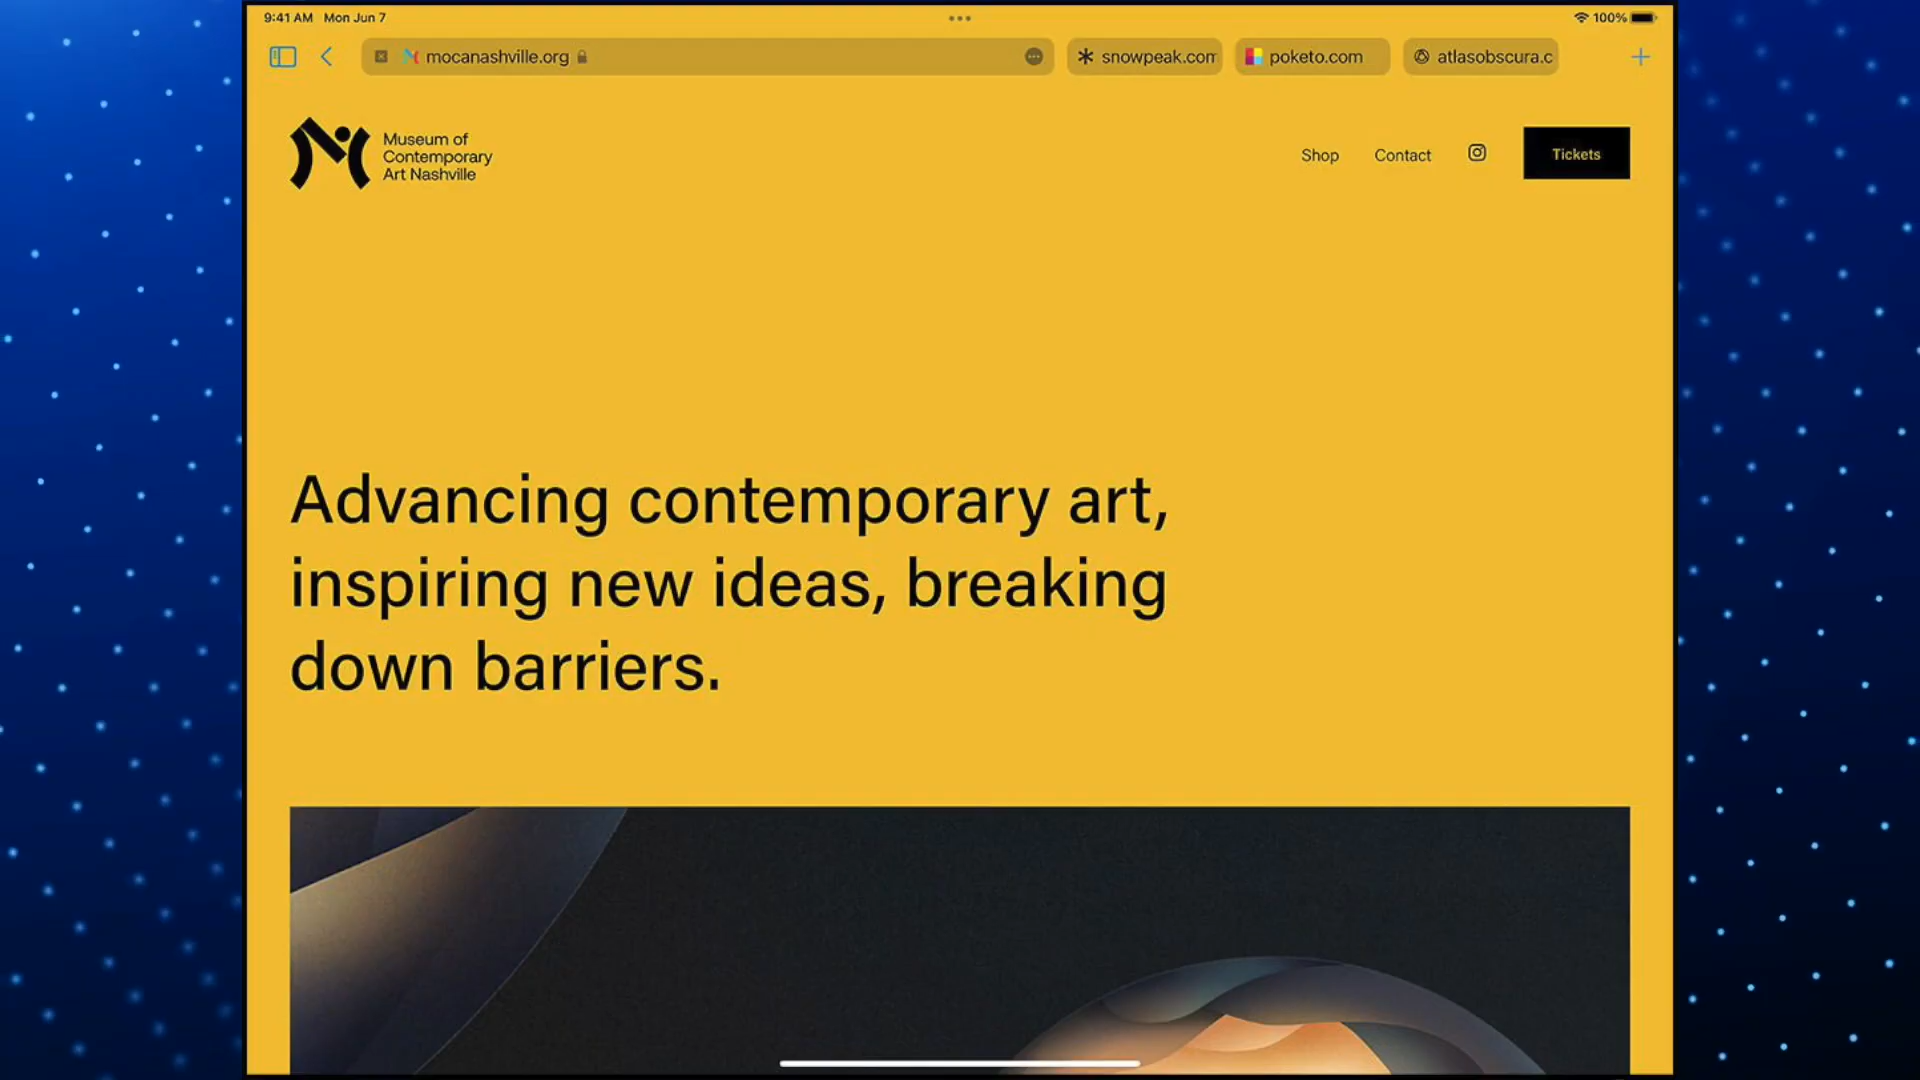 9:41 AM Mon Jun 7
100%
mocanashville.org
snowpeak.com
poketo.com
atlasobscura.c
Museum of
Contemporary
Art Nashville
Shop
Contact
Tickets
Advancing contemporary art,
inspiring new ideas, breaking
down barriers.